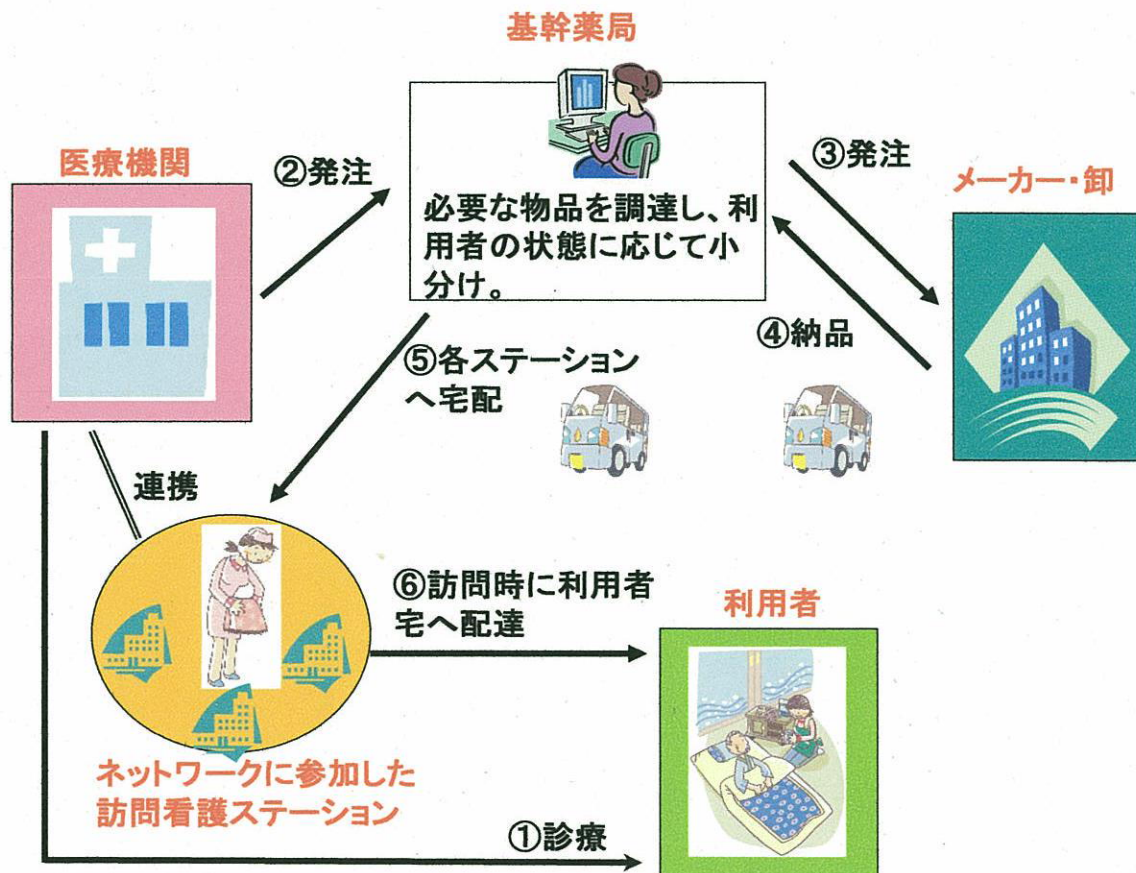 基幹薬局
医療機関
②発注
③発注
メーカー・卸
必要な物品を調達し、利
用者の状態に応じて小
分け。
④納品
⑤各ステーション
へ宅配
連携
⑥訪問時に利用者
宅へ配達
利用者
ネットワークに参加した
訪問看護ステーション
①診療